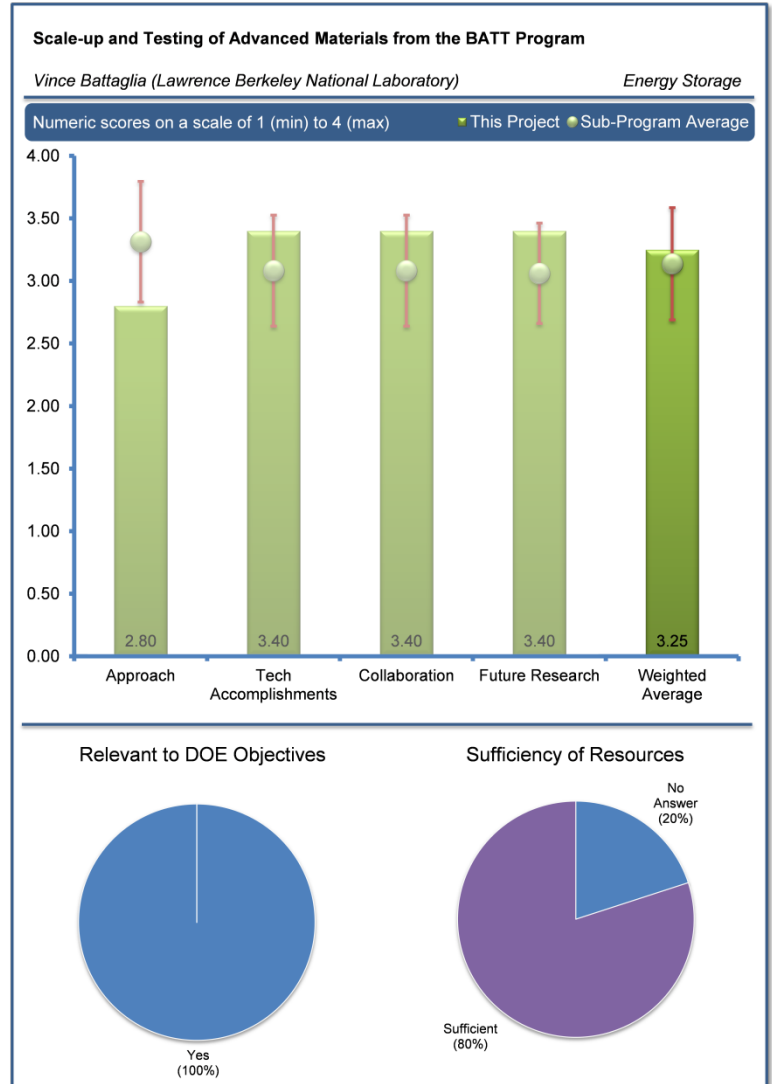 Scale-up and Testing of Advanced Materials from the BATT Program
Vince Battaglia (Lawrence Berkeley National Laboratory) Energy Storage
Numeric scores on a scale of 1 (min) to 4 (max) This Project Sub-Program Average
4.00
3.50
3.00
2.50
2.00
1.50
1.00
0.50
0.00
2.80 3.40 3.40 3.40 3.25
Approach Tech Collaboration Future Research Weighted
Accomplishments Average
Relevant to DOE Objectives Sufficiency of Resources
No
Answer
(20%)
Sufficient
(80%)
Yes
(100%)